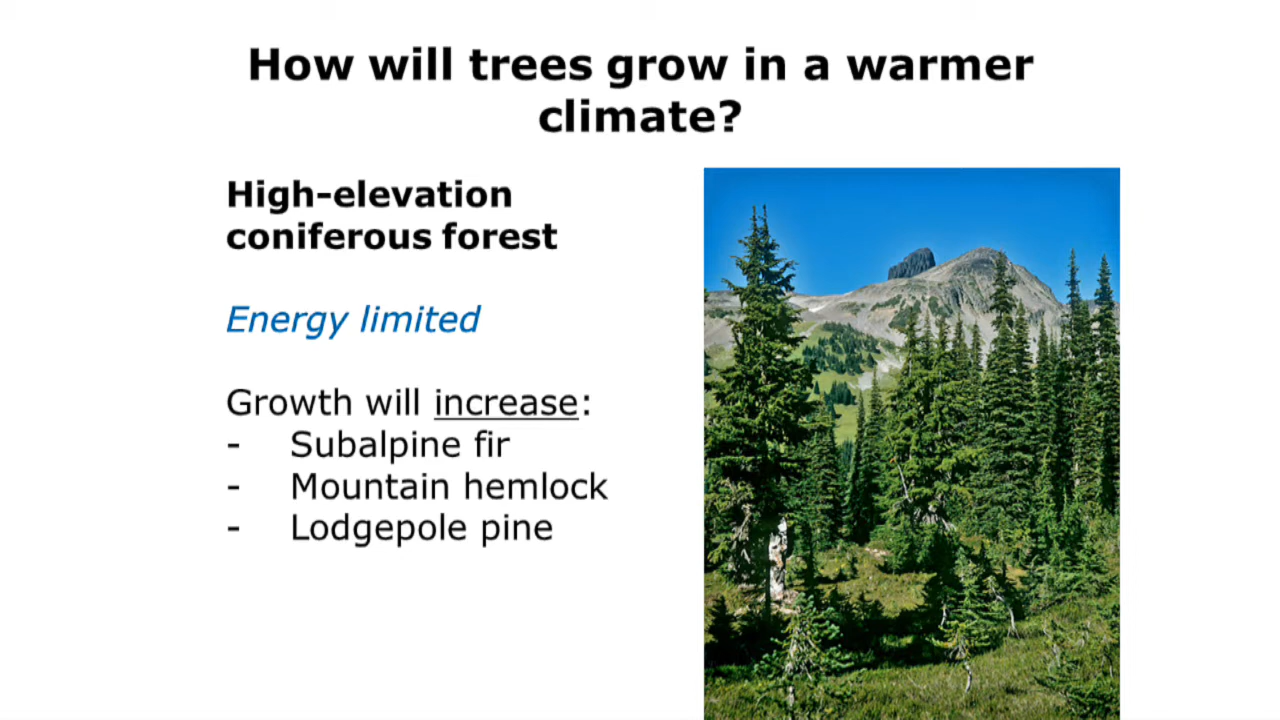 How will trees grow in a warmer
climate?
High-elevation
coniferous forest
Energy limited
Growth will increase:
- Subalpine fir
- Mountain hemlock
- Lodgepole pine